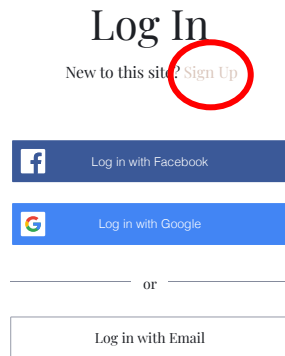 Log In
New to this site? Sign Up
Log in with Facebook
Log in with Google
or
Log in with Email